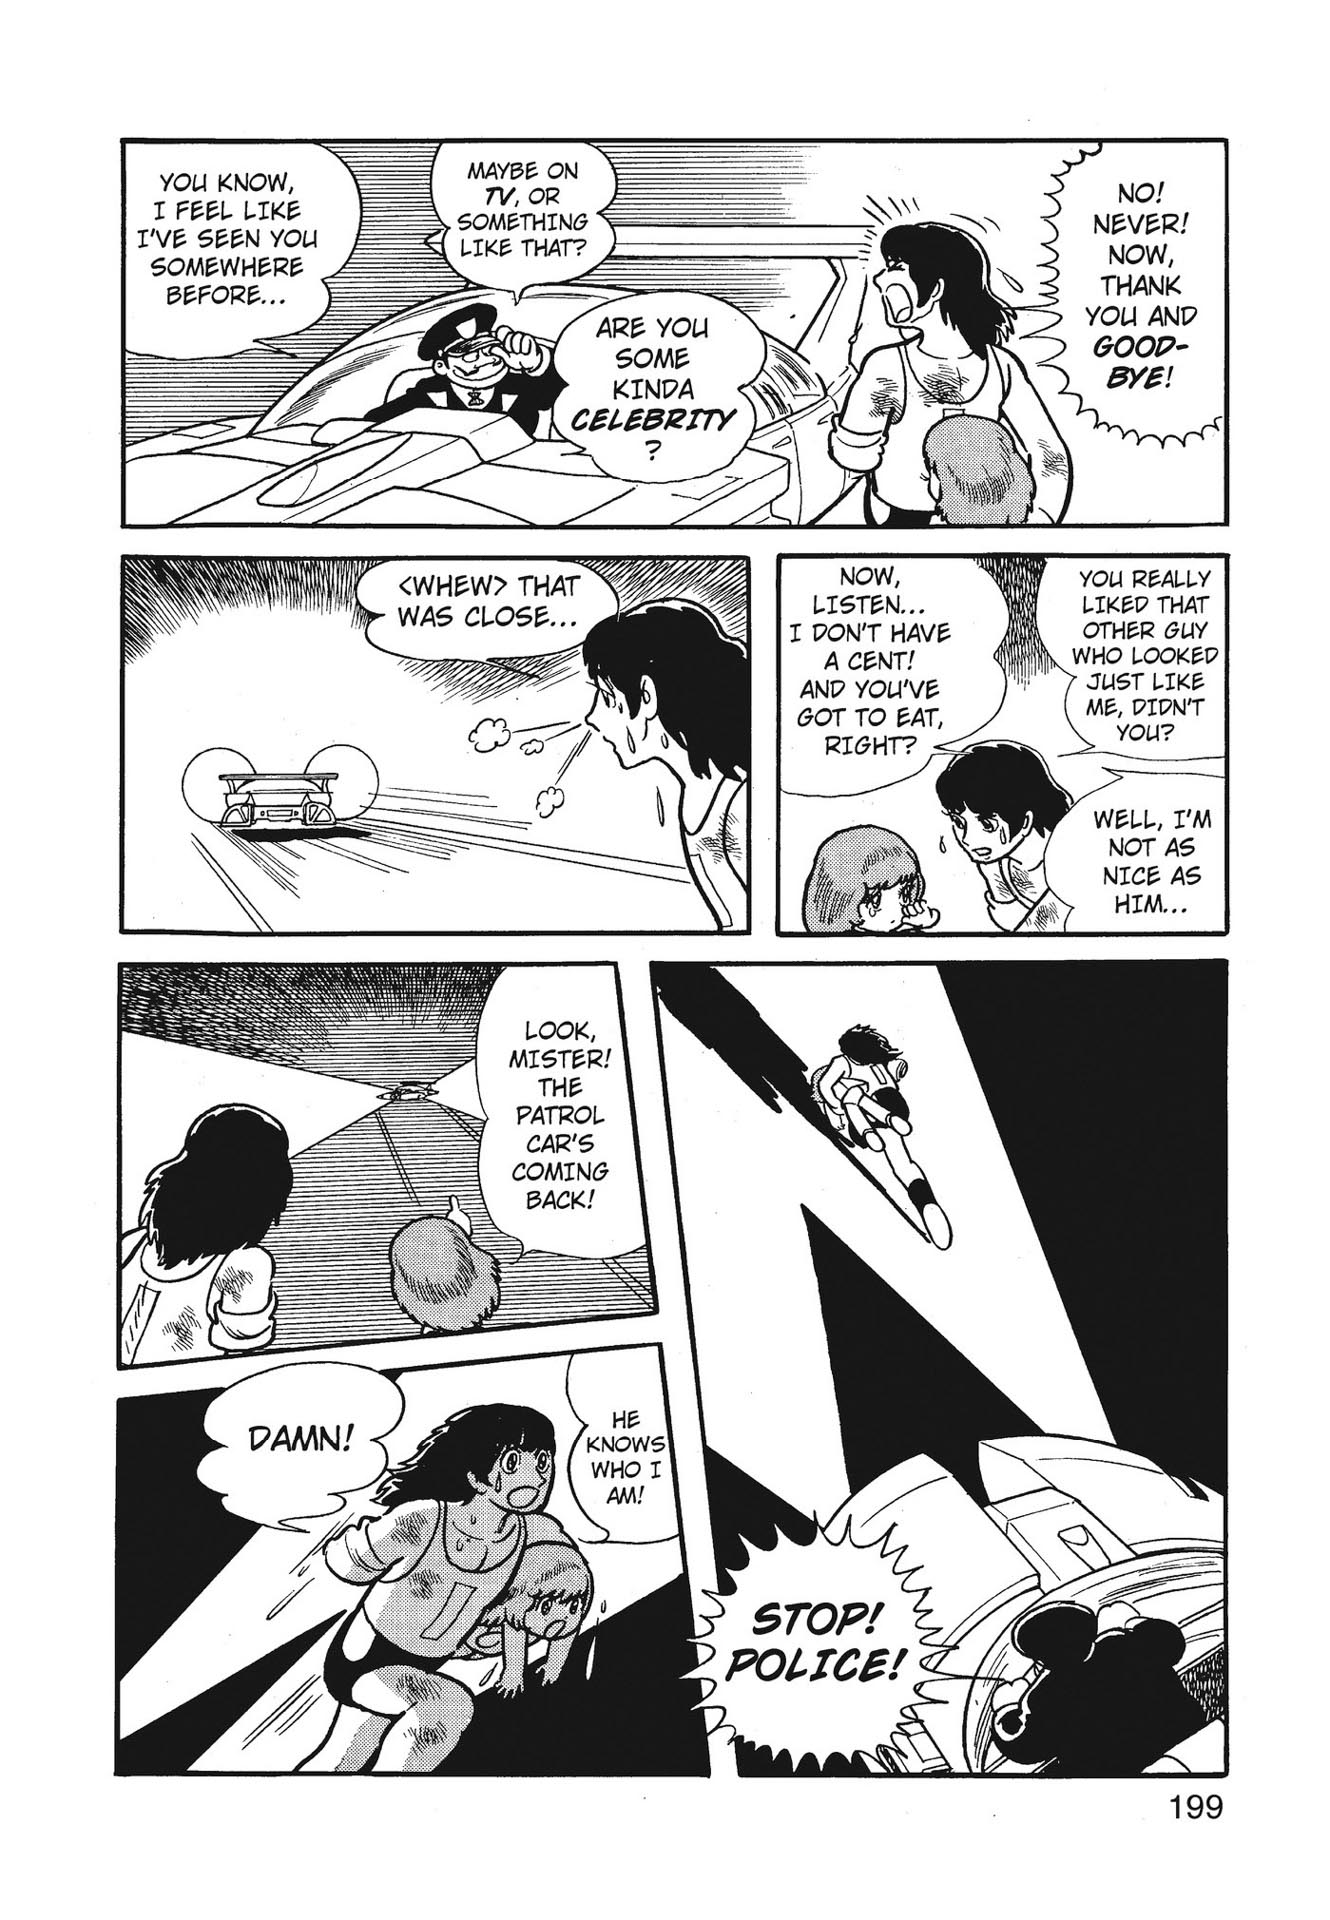 YOU KNOW,
I FEEL LIKE
I'VE SEEN YOU
SOMEWHERE
BEFORE...
MAYBE ON
TV, OR
SOMETHING
LIKE THAT?
ARE YOU
SOME
KINDA
CELEBRITY
?
NO!
NEVER!
NOW,
THANK
YOU AND
GOOD-
BYE!
<WHEW> THAT
WAS CLOSE...
NOW,
LISTEN...
I DON'T HAVE
A CENT!
AND YOU'VE
GOT TO EAT,
RIGHT?
YOU REALLY
LIKED THAT
OTHER GUY
WHO LOOKED
JUST LIKE
ME, DIDN'T
YOU?
WELL, I'M
NOT AS
NICE AS
HIM...
LOOK,
MISTER!
THE
PATROL
CAR'S
COMING
BACK!
DAMN!
HE
KNOWS
WHO I
AM!
STOP!
POLICE!
199